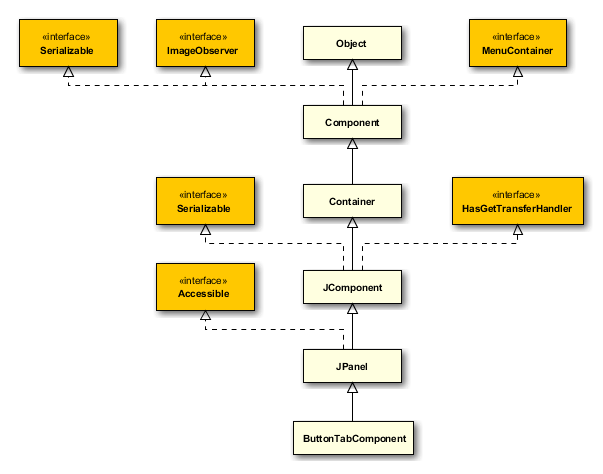 «interface»
Serializable
«interface»
ImageObserver
Object
«interface»
MenuContainer
Component
«interface»
Serializable
Container
«interface»
HasGetTransferHandler
«interface»
Accessible
JComponent
JPanel
ButtonTabComponent